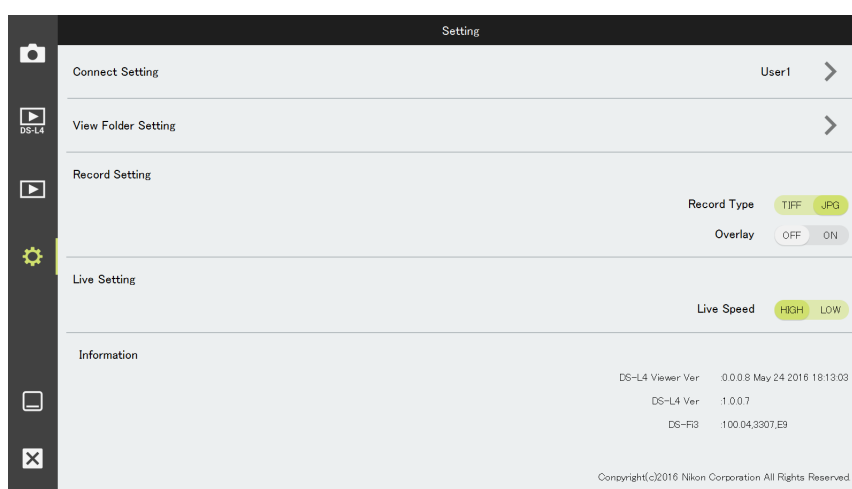 Setting
Connect Setting User1
DS-L4
View Folder Setting
Record Setting
Record Type TIFF JPG
Overlay OFF ON
Live Setting
Live Speed HIGH LOW
Information
DS-L4 Viewer Ver :0.0.0.8 May 24 2016 18:13:03
DS-L4 Ver :1.0.0.7
DS-Fi3 :100.04,3307,E9
Conpyright(c)2016 Nikon Corporation All Rights Reserved.